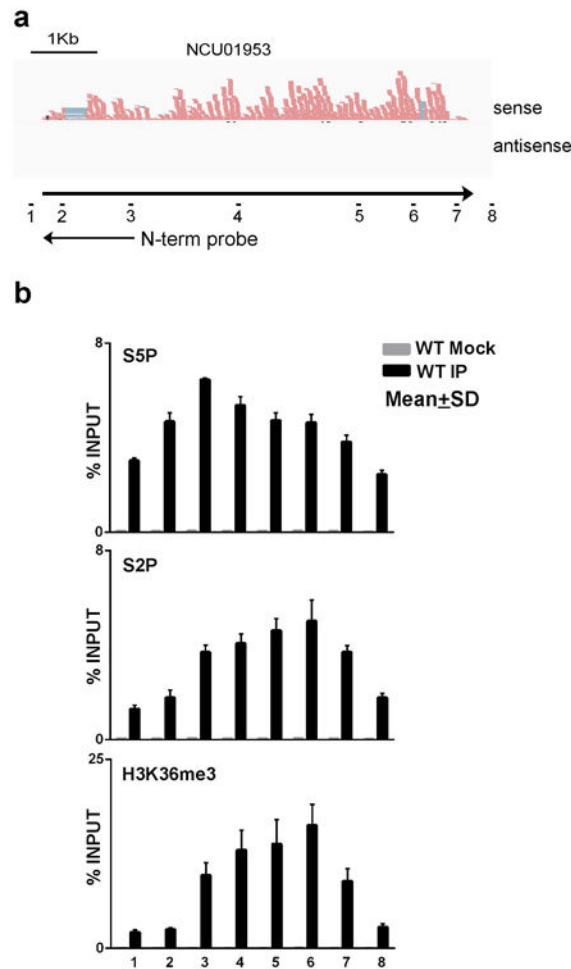 a
1Kb
NCU01953
sense
antisense
1 2 3 4 5 6 7 8
N-term probe
b
8
S5P
WT Mock
WT IP
Mean±SD
% INPUT
0
8
S2P
% INPUT
0
25
H3K36me3
% INPUT
0
1 2 3 4 5 6 7 8